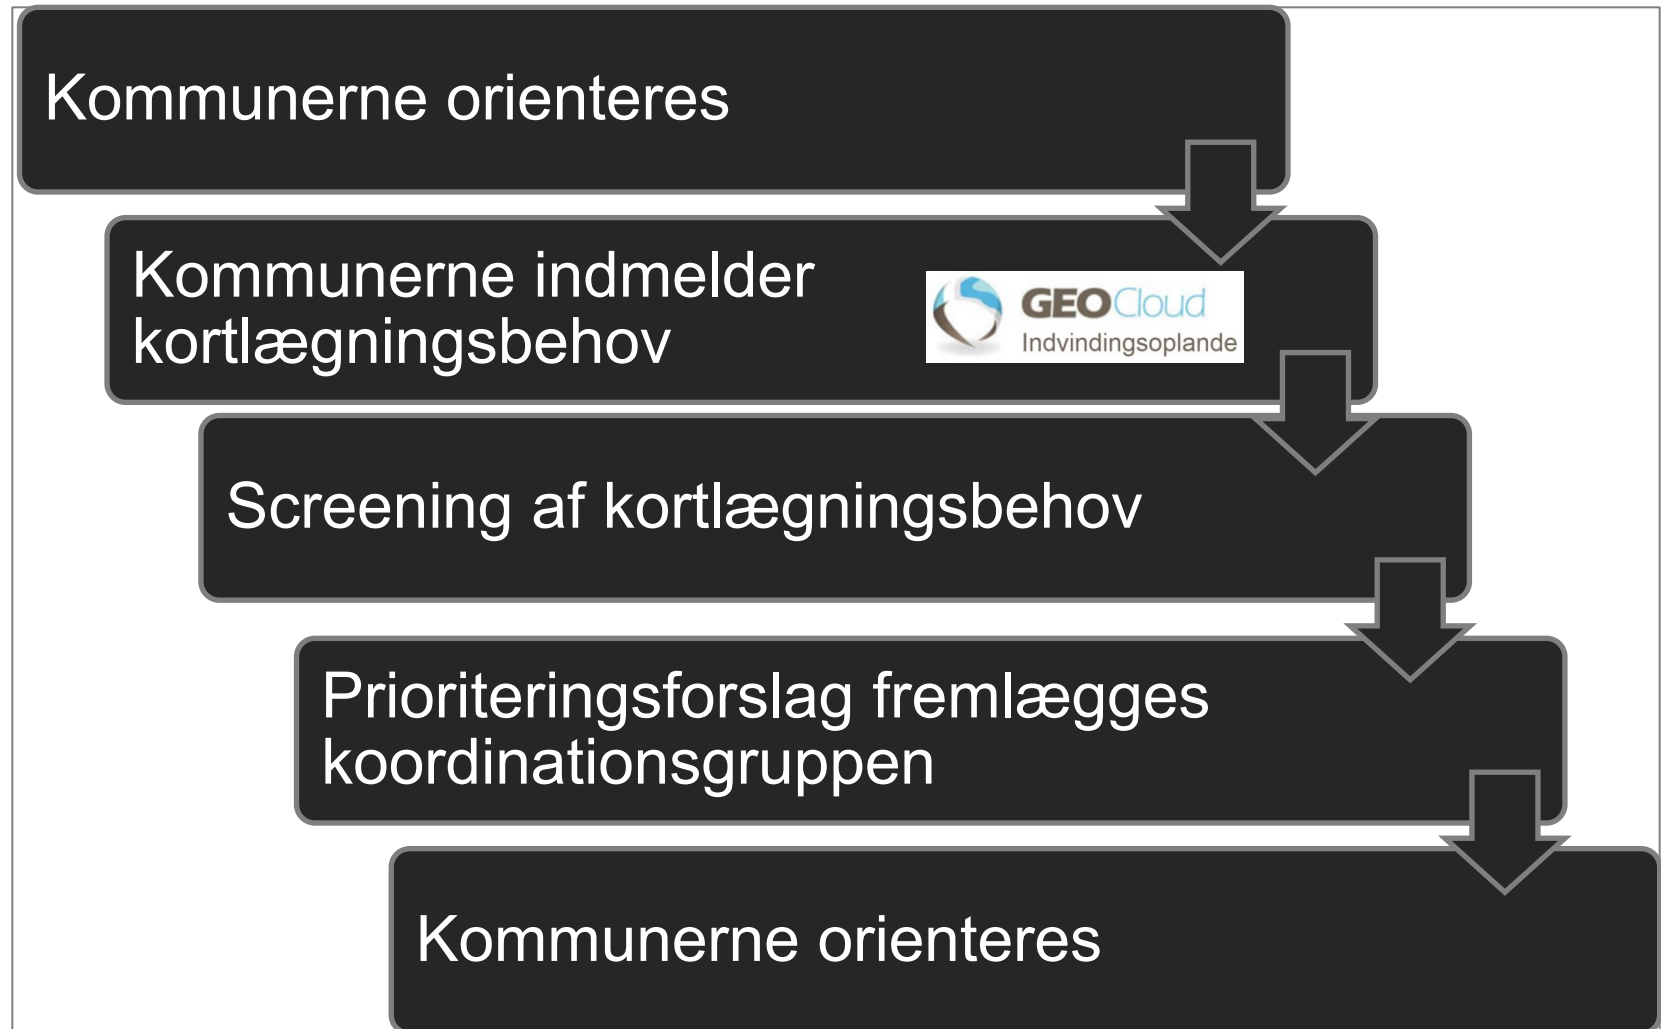 Kommunerne orienteres
Kommunerne indmelder
kortlægningsbehov
GEOCloud
Indvindingsoplande
Screening af kortlægningsbehov
Prioriteringsforslag fremlægges
koordinationsgruppen
Kommunerne orienteres